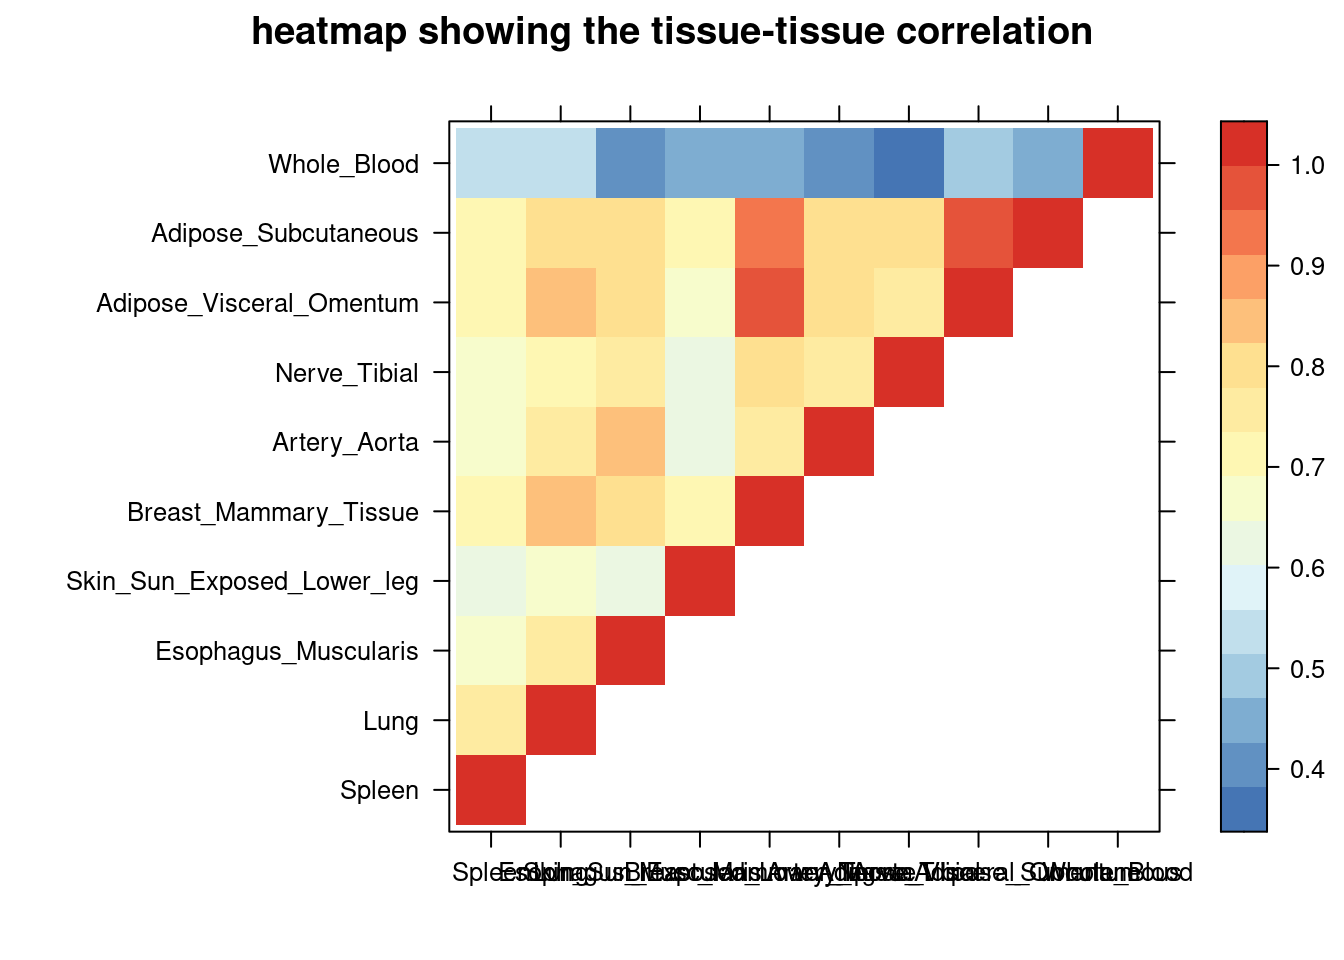 heatmap showing the tissue-tissue correlation
Whole_Blood
Adipose_Subcutaneous
Adipose_Visceral_Omentum
Nerve_Tibial
Artery_Aorta
Breast_Mammary_Tissue
Skin_Sun_Exposed_Lower_leg
Esophagus_Muscularis
Lung
Spleen
1.0
0.9
0.8
0.7
0.6
0.5
0.4